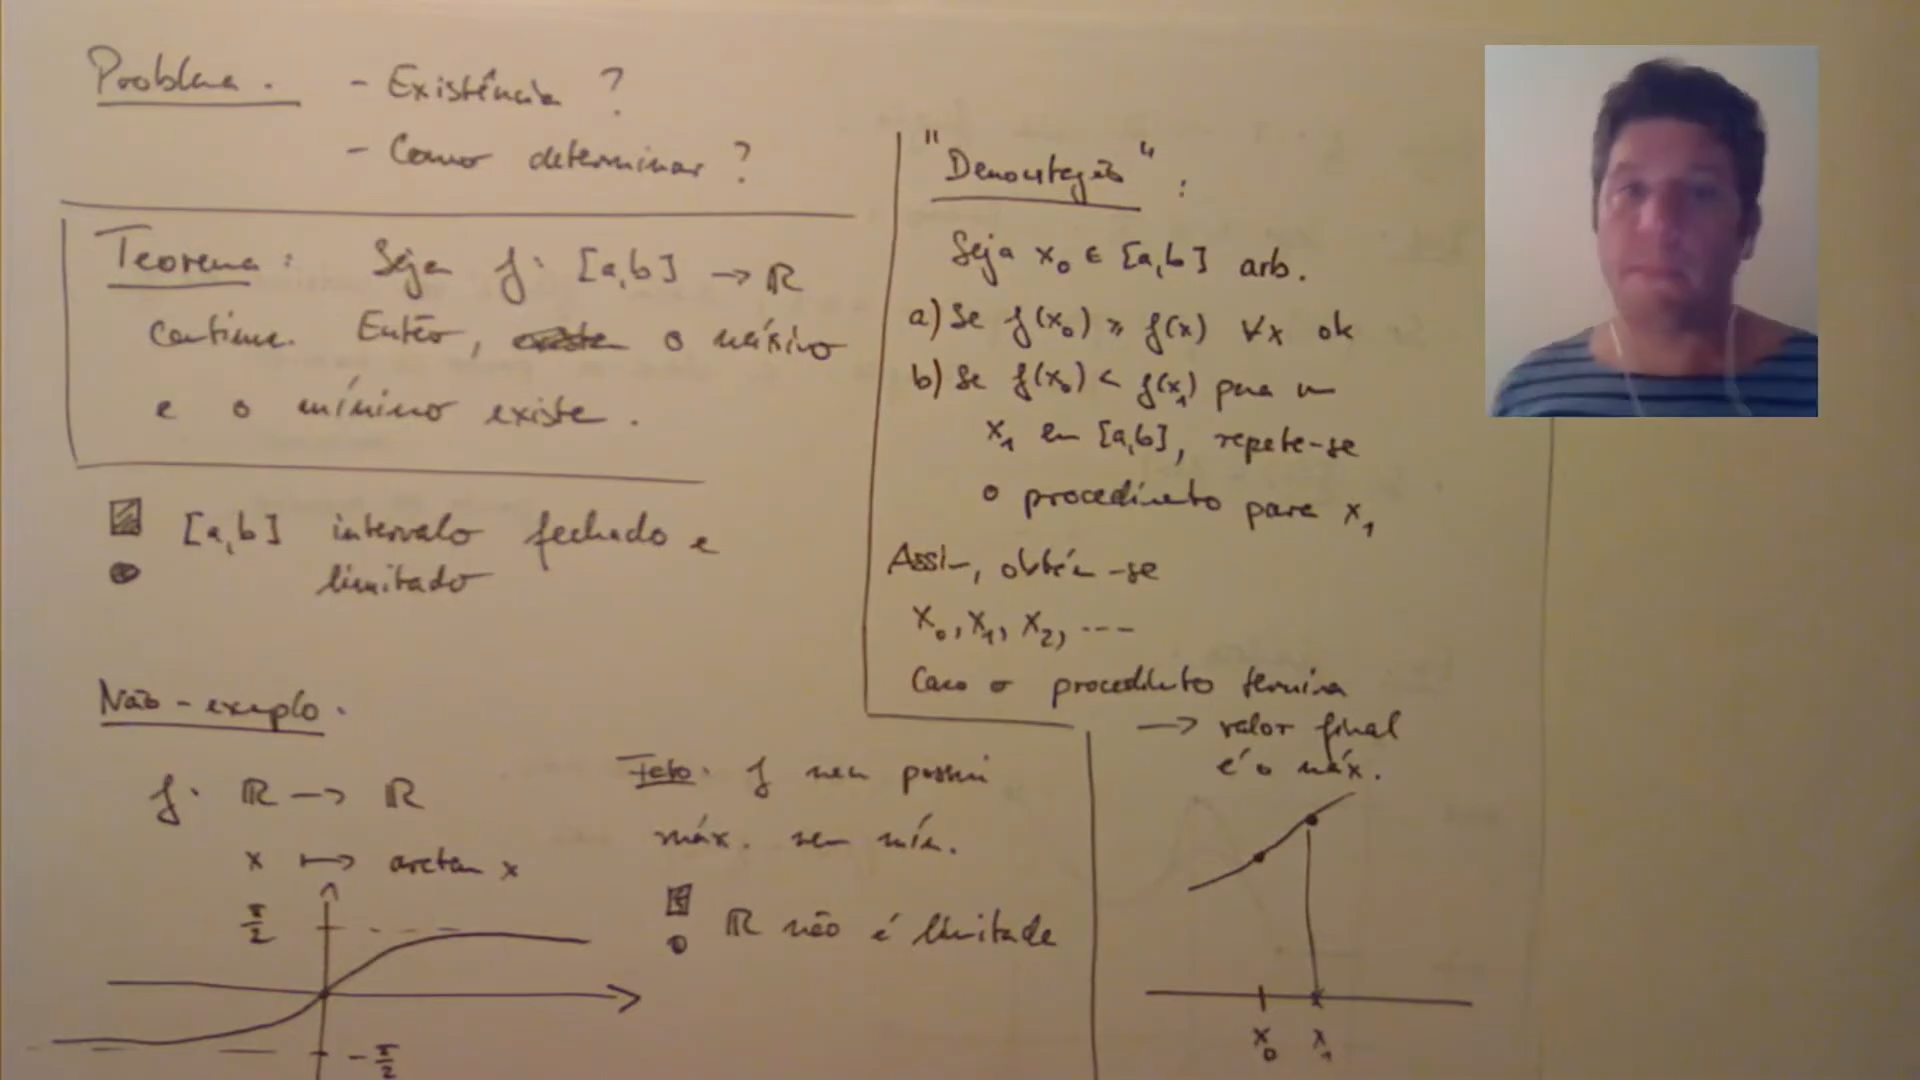 Problema. - Existência ?
- Como determinar ?
Teorema: Seja f: [a,b] → ℝ
contínua. Então, existe o máximo
e o mínimo existe.
[a,b] intervalo fechado e
limitado
Não-exemplo.
f: ℝ → ℝ
x ↦ arctan x
π/2
-π/2
Fato: f nem possui
máx. nem mín.
ℝ não é limitado
"Demonstração":
Seja x₀ ∈ [a,b] arb.
a) Se f(x₀) ≥ f(x) ∀x ok
b) Se f(x₀) < f(x₁) para um
x₁ em [a,b], repete-se
o procedimento para x₁
Assim, obtém-se
x₀, x₁, x₂, ---
Caso o procedimento termina
→ valor final
é o máx.
x₀ x₁